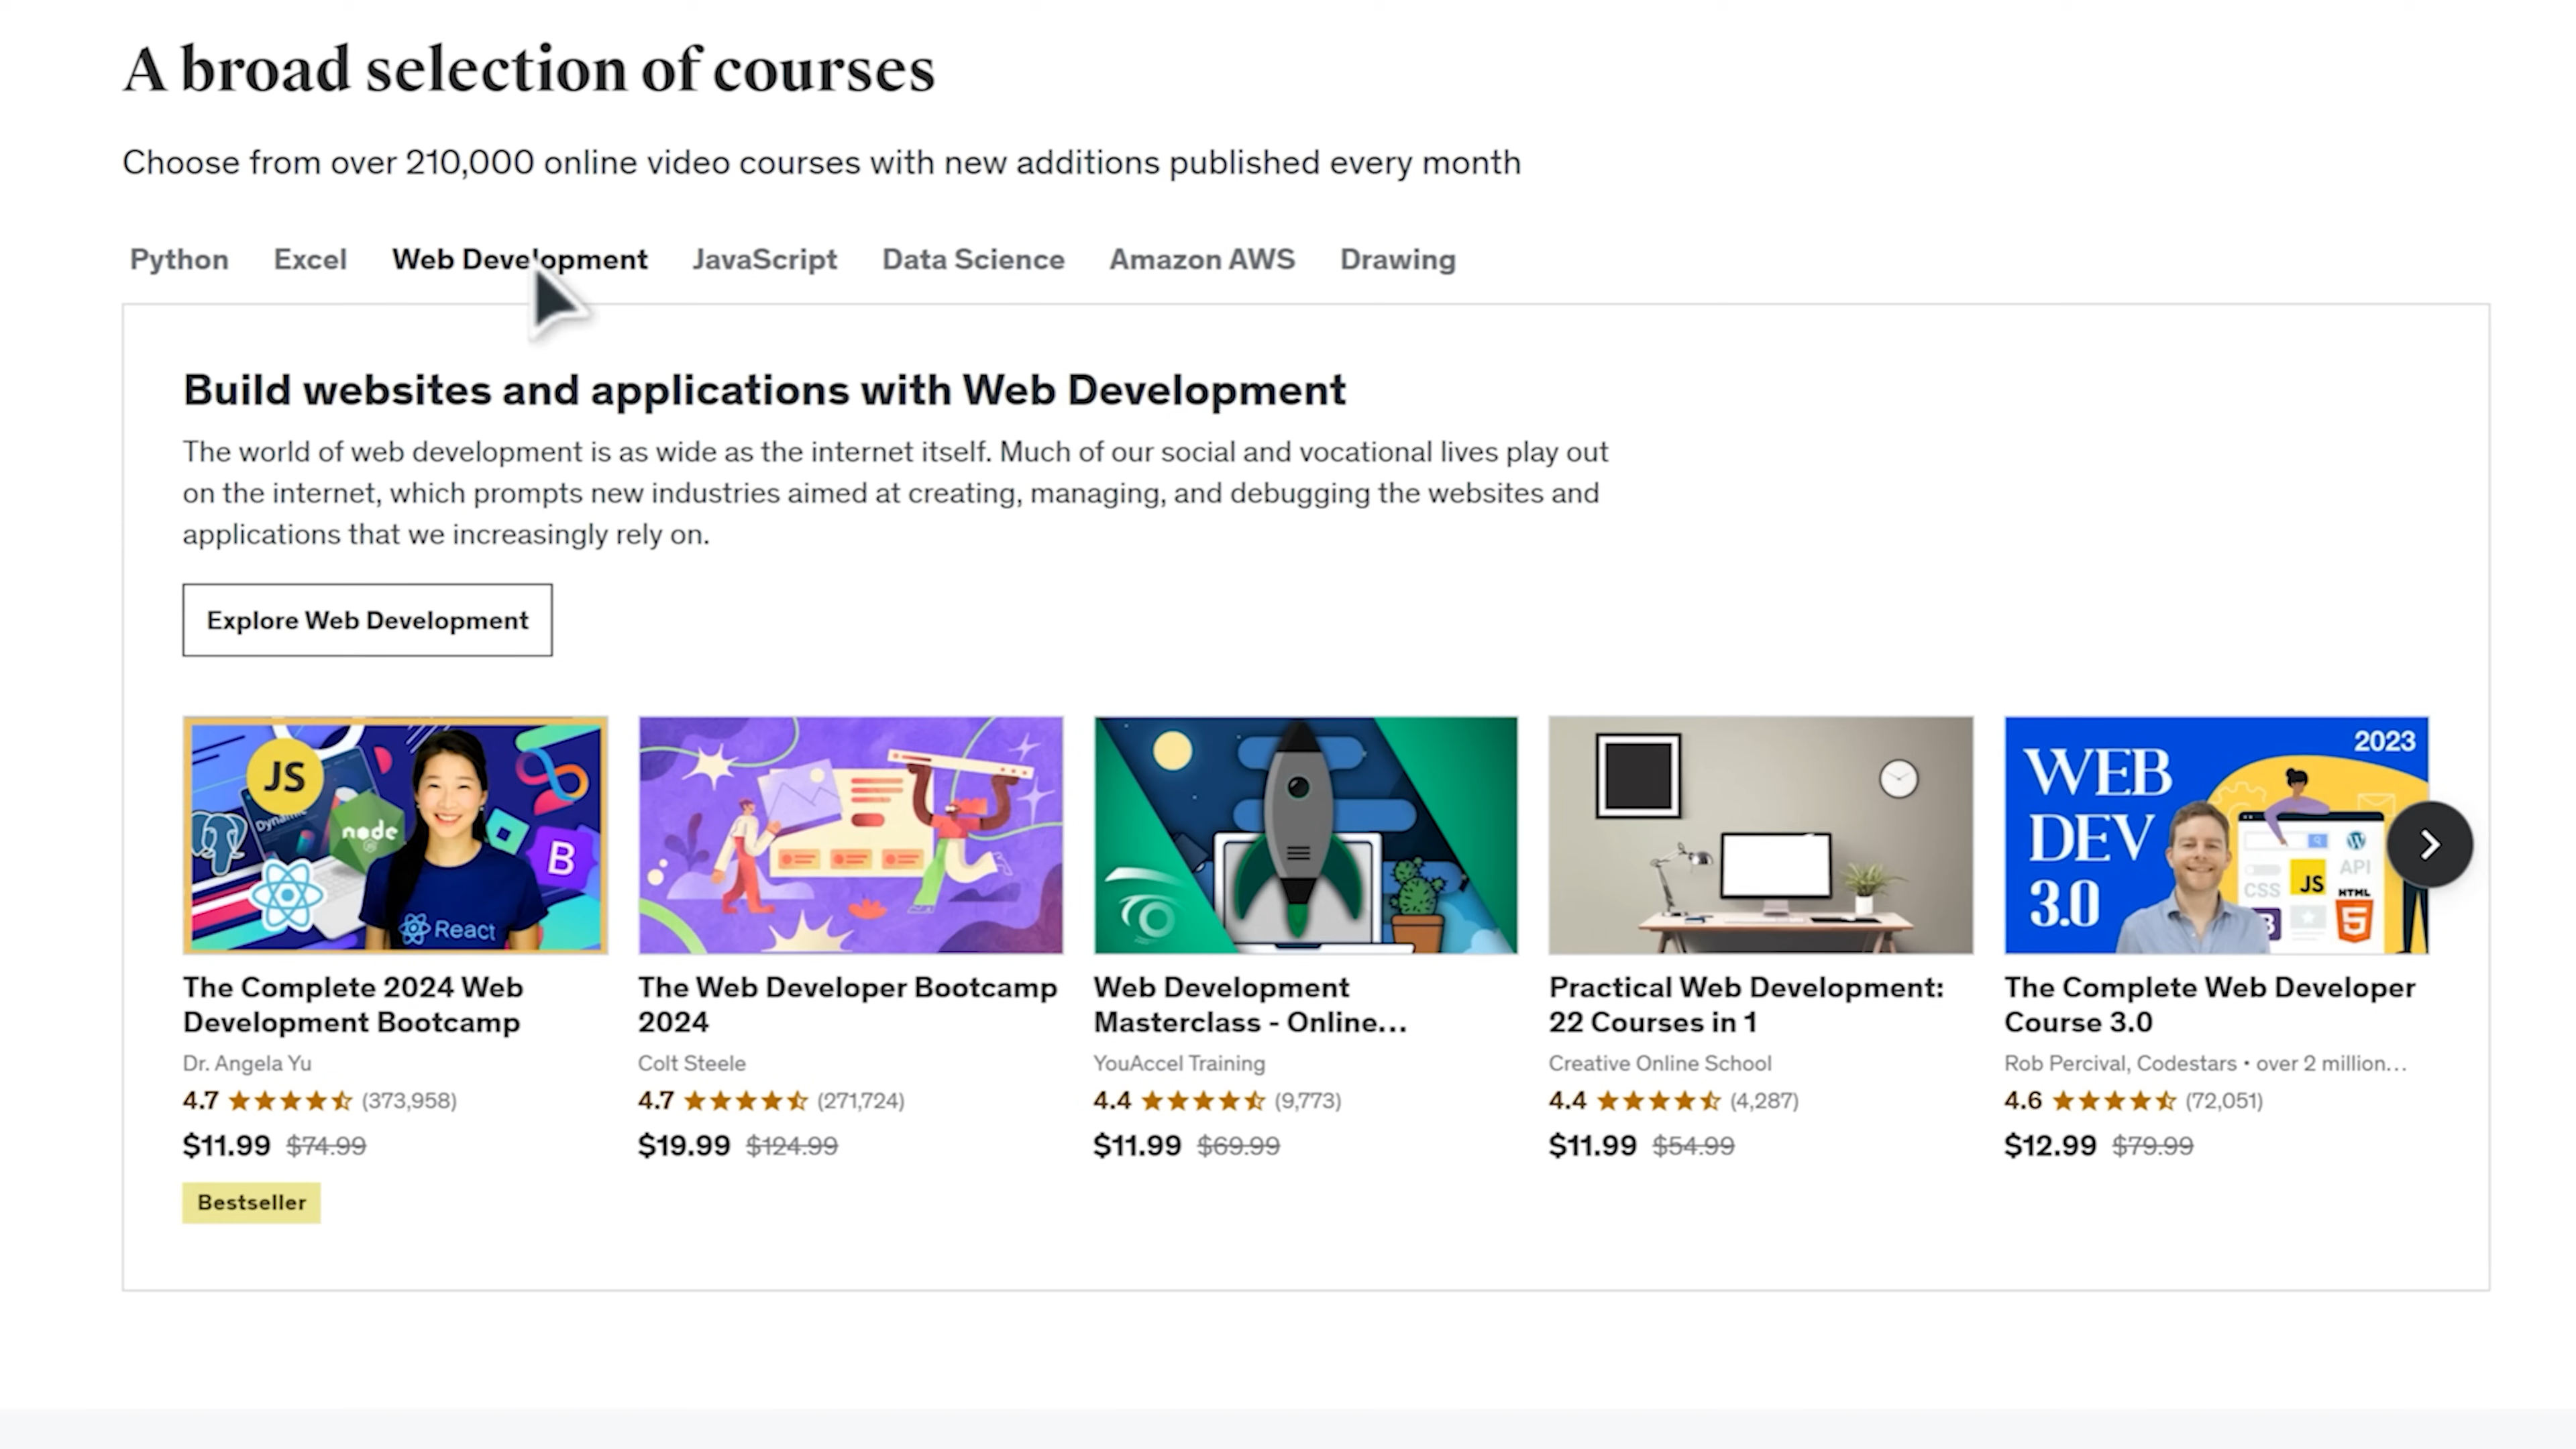 A broad selection of courses
Choose from over 210,000 online video courses with new additions published every month
Python Excel Web Development JavaScript Data Science Amazon AWS Drawing
Build websites and applications with Web Development
The world of web development is as wide as the internet itself. Much of our social and vocational lives play out
on the internet, which prompts new industries aimed at creating, managing, and debugging the websites and
applications that we increasingly rely on.
Explore Web Development
JS
node
B
React
The Complete 2024 Web
Development Bootcamp
Dr. Angela Yu
4.7 (373,958)
$11.99 $74.99
Bestseller
The Web Developer Bootcamp
2024
Colt Steele
4.7 (271,724)
$19.99 $124.99
Web Development
Masterclass - Online...
YouAccel Training
4.4 (9,773)
$11.99 $69.99
Practical Web Development:
22 Courses in 1
Creative Online School
4.4 (4,287)
$11.99 $54.99
2023
WEB
DEV
3.0
API
CSS
JS
HTML
5
The Complete Web Developer
Course 3.0
Rob Percival, Codestars • over 2 million...
4.6 (72,051)
$12.99 $79.99